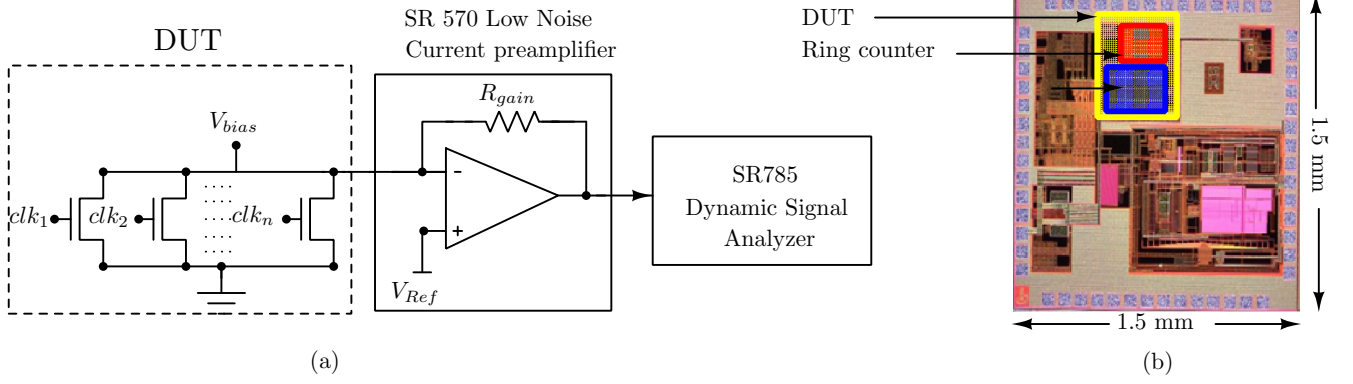 DUT
V_bias
clk_1
clk_2
clk_n
SR 570 Low Noise
Current preamplifier
R_gain
-
+
V_Ref
SR785
Dynamic Signal
Analyzer
(a)
DUT
Ring counter
1.5 mm
1.5 mm
(b)